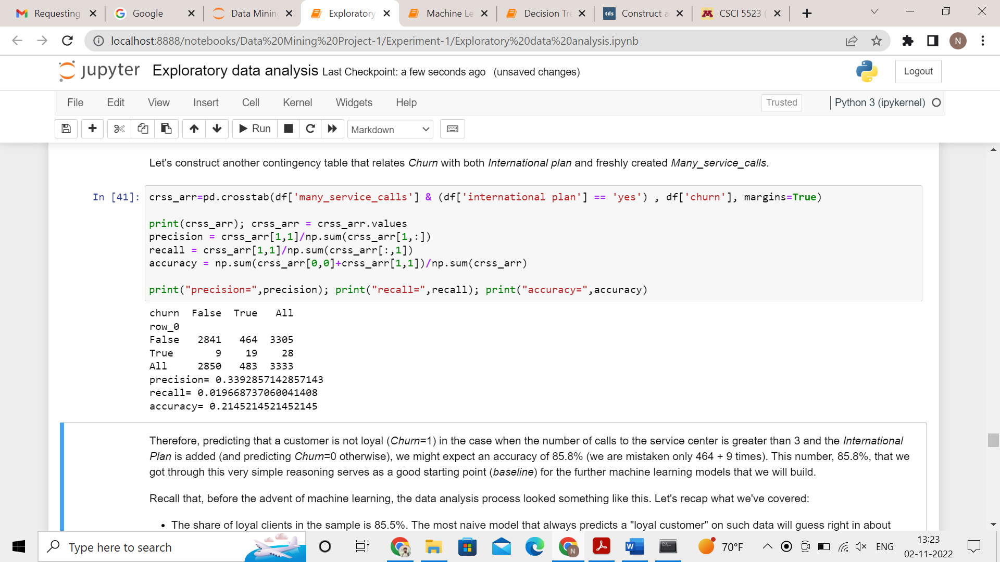 Requesting
Google
Data Mining
Exploratory
Machine Le
Decision Tre
tds
Construct a
CSCI 5523 (
localhost:8888/notebooks/Data%20Mining%20Project-1/Experiment-1/Exploratory%20data%20analysis.ipynb
N
jupyter Exploratory data analysis Last Checkpoint: a few seconds ago (unsaved changes)
Logout
File Edit View Insert Cell Kernel Widgets Help
Trusted
Python 3 (ipykernel)
Run
Markdown
Let's construct another contingency table that relates Churn with both International plan and freshly created Many_service_calls.
In [41]: crss_arr=pd.crosstab(df['many_service_calls'] & (df['international plan'] == 'yes') , df['churn'], margins=True)
print(crss_arr); crss_arr = crss_arr.values
precision = crss_arr[1,1]/np.sum(crss_arr[1,:])
recall = crss_arr[1,1]/np.sum(crss_arr[:,1])
accuracy = np.sum(crss_arr[0,0]+crss_arr[1,1])/np.sum(crss_arr)
print("precision=",precision); print("recall=",recall); print("accuracy=",accuracy)
churn False True All
row_0
False 2841 464 3305
True 9 19 28
All 2850 483 3333
precision= 0.3392857142857143
recall= 0.019668737060041408
accuracy= 0.2145214521452145
Therefore, predicting that a customer is not loyal (Churn=1) in the case when the number of calls to the service center is greater than 3 and the International
Plan is added (and predicting Churn=0 otherwise), we might expect an accuracy of 85.8% (we are mistaken only 464 + 9 times). This number, 85.8%, that we
got through this very simple reasoning serves as a good starting point (baseline) for the further machine learning models that we will build.
Recall that, before the advent of machine learning, the data analysis process looked something like this. Let's recap what we've covered:
• The share of loyal clients in the sample is 85.5%. The most naive model that always predicts a "loyal customer" on such data will guess right in about
Type here to search
N
W
70°F
ENG
13:23
02-11-2022